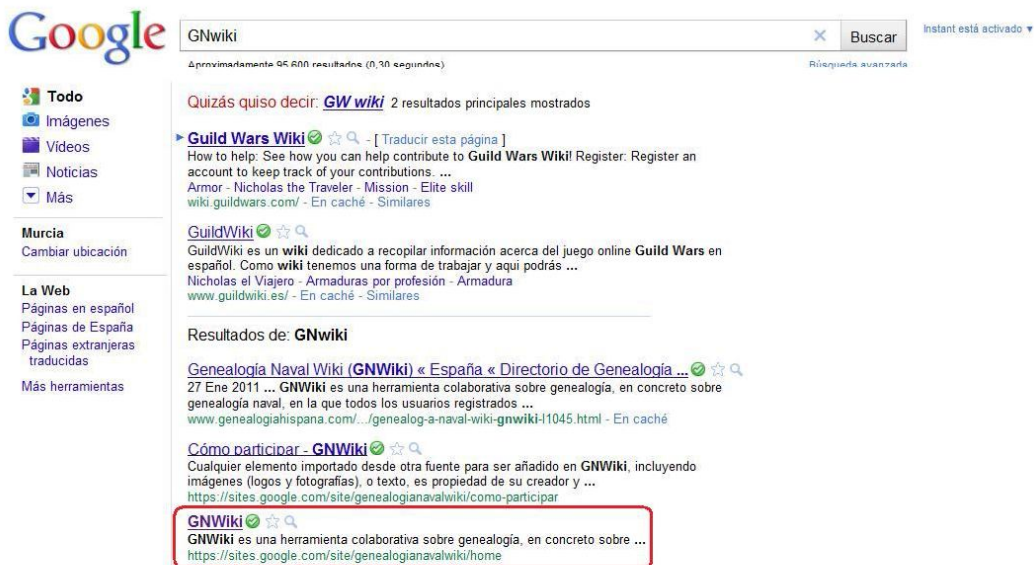 Google
GNwiki
Buscar
Instant está activado
Aproximadamente 95.600 resultados (0,30 segundos)
Búsqueda avanzada
Todo
Imágenes
Vídeos
Noticias
Más
Murcia
Cambiar ubicación
La Web
Páginas en español
Páginas de España
Páginas extranjeras
traducidas
Más herramientas
Quizás quiso decir: GW wiki 2 resultados principales mostrados
Guild Wars Wiki - [ Traducir esta página ]
How to help: See how you can help contribute to Guild Wars Wiki! Register: Register an
account to keep track of your contributions. ...
Armor - Nicholas the Traveler - Mission - Elite skill
wiki.guildwars.com/ - En caché - Similares
GuildWiki
GuildWiki es un wiki dedicado a recopilar información acerca del juego online Guild Wars en
español. Como wiki tenemos una forma de trabajar y aqui podrás ...
Nicholas el Viajero - Armaduras por profesión - Armadura
www.guildwiki.es/ - En caché - Similares
Resultados de: GNwiki
Genealogía Naval Wiki (GNWiki) « España « Directorio de Genealogía ...
27 Ene 2011 ... GNWiki es una herramienta colaborativa sobre genealogía, en concreto sobre
genealogía naval, en la que todos los usuarios registrados ...
www.genealogiahispana.com/.../genealog-a-naval-wiki-gnwiki-l1045.html - En caché
Cómo participar - GNWiki
Cualquier elemento importado desde otra fuente para ser añadido en GNWiki, incluyendo
imágenes (logos y fotografías), o texto, es propiedad de su creador y ...
https://sites.google.com/site/genealogianavalwiki/como-participar
GNWiki
GNWiki es una herramienta colaborativa sobre genealogía, en concreto sobre ...
https://sites.google.com/site/genealogianavalwiki/home